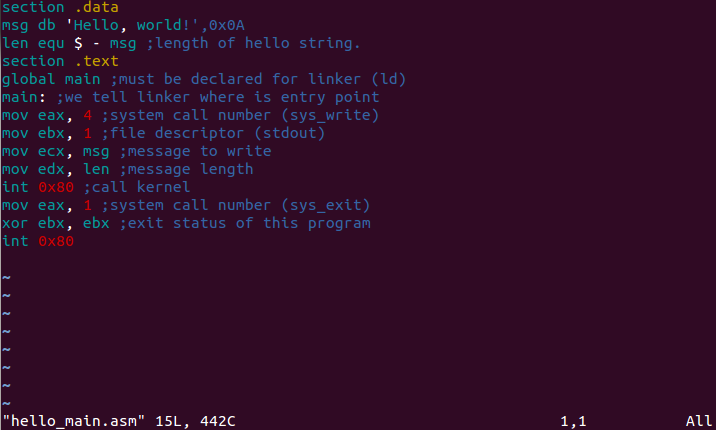 section .data
msg db 'Hello, world!',0x0A
len equ $ - msg ;length of hello string.
section .text
global main ;must be declared for linker (ld)
main: ;we tell linker where is entry point
mov eax, 4 ;system call number (sys_write)
mov ebx, 1 ;file descriptor (stdout)
mov ecx, msg ;message to write
mov edx, len ;message length
int 0x80 ;call kernel
mov eax, 1 ;system call number (sys_exit)
xor ebx, ebx ;exit status of this program
int 0x80
~
~
~
~
~
~
~
~
"hello_main.asm" 15L, 442C 1,1 All